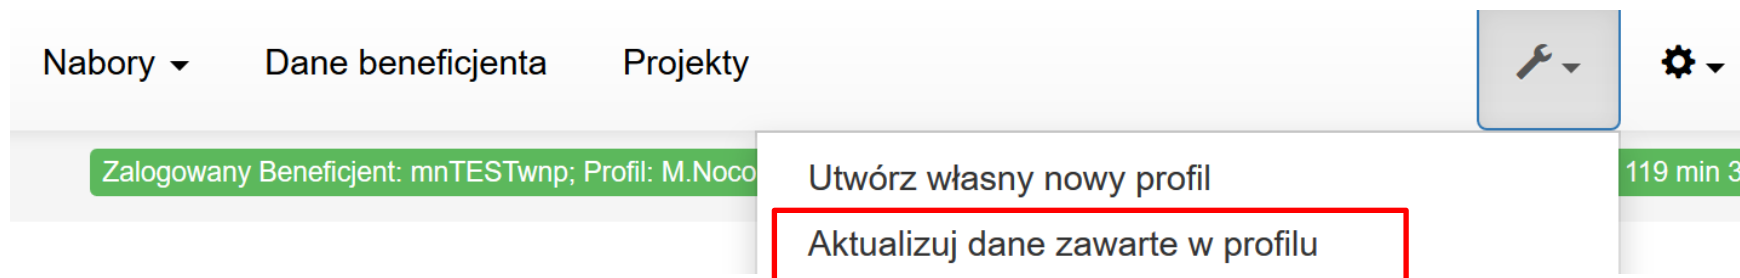 Nabory Dane beneficjenta Projekty
Zalogowany Beneficjent: mnTESTwnp; Profil: M.Noco
119 min 3
Utwórz własny nowy profil
Aktualizuj dane zawarte w profilu